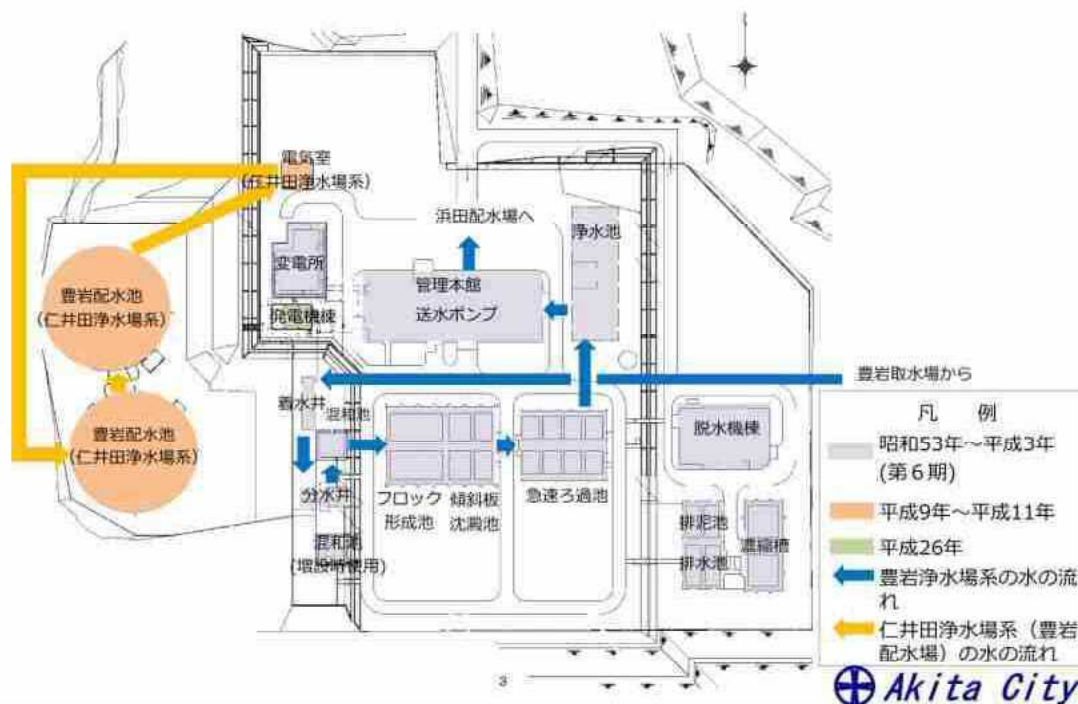 電気室
(仁井田浄水場系)
浜田配水場へ
浄水池
変電所
管理本館
送水ポンプ
発電機棟
豊岩配水池
(仁井田浄水場系)
豊岩取水場から
着水井
混和池
豊岩配水池
(仁井田浄水場系)
脱水機棟
分水井
フロック
形成池
傾斜板
沈澱池
急速ろ過池
混和池
(増設時使用)
排泥池
排水池
濃縮槽
凡 例
昭和53年~平成3年
(第6期)
平成9年~平成11年
平成26年
豊岩浄水場系の水の流
れ
仁井田浄水場系(豊岩
配水場)の水の流れ
3
Akita City